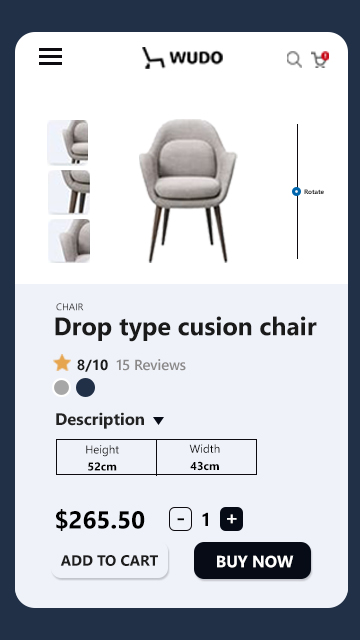 WUDO
Rotate
CHAIR
Drop type cusion chair
8/10 15 Reviews
Description
Height Width
52cm 43cm
$265.50 - 1 +
ADD TO CART BUY NOW